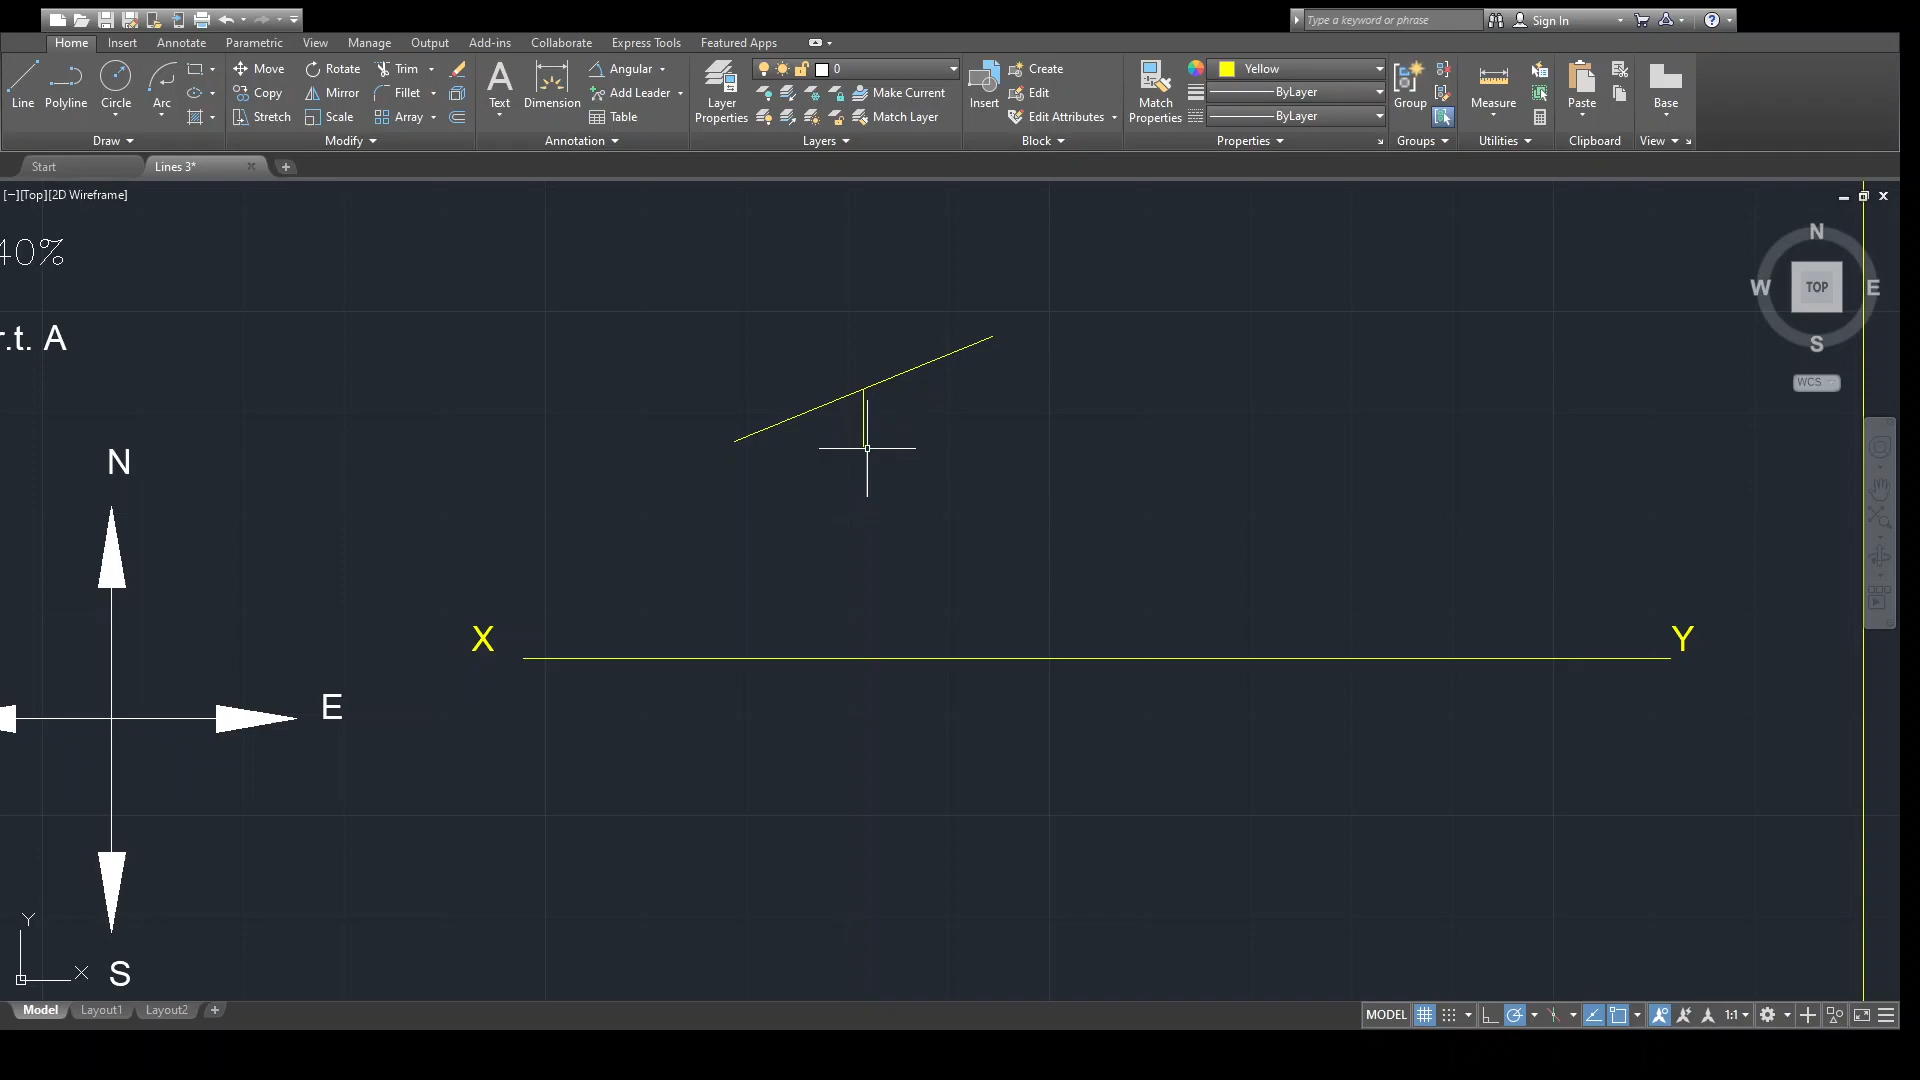 Type a keyword or phrase
Sign In
Home Insert Annotate Parametric View Manage Output Add-ins Collaborate Express Tools Featured Apps
Line Polyline Circle Arc
Move Rotate Trim
Copy Mirror Fillet
Stretch Scale Array
Text Dimension
Angular
Add Leader
Table
Layer Properties
0
Make Current
Match Layer
Insert
Create
Edit
Edit Attributes
Match Properties
Yellow
ByLayer
ByLayer
Group
Measure
Paste
Base
Draw Modify Annotation Layers Block Properties Groups Utilities Clipboard View
Start Lines 3*
[−][Top][2D Wireframe]
40%
r.t. A
N
W TOP E
S
WCS
N
X Y
E
S
Y
X
Model Layout1 Layout2
MODEL 1:1